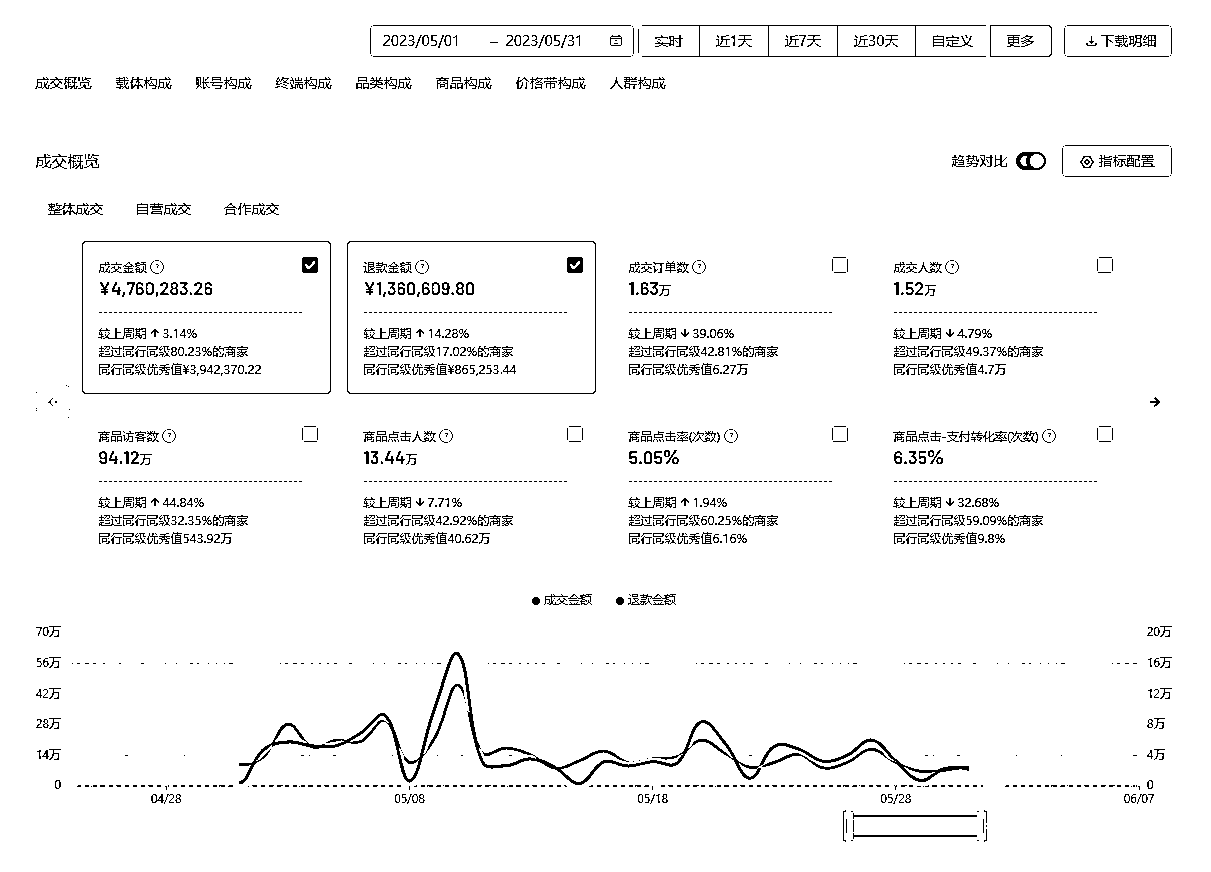 2023/05/01 – 2023/05/31 实时 近1天 近7天 近30天 自定义 更多 下载明细
成交概览 载体构成 账号构成 终端构成 品类构成 商品构成 价格带构成 人群构成
成交概览 趋势对比 指标配置
整体成交 自营成交 合作成交
成交金额 ?
¥4,760,283.26
较上周期 ↑ 3.14%
超过同行同级80.23%的商家
同行同级优秀值¥3,942,370.22
退款金额 ?
¥1,360,609.80
较上周期 ↑ 14.28%
超过同行同级17.02%的商家
同行同级优秀值¥865,253.44
成交订单数 ?
1.63万
较上周期 ↓ 39.06%
超过同行同级42.81%的商家
同行同级优秀值6.27万
成交人数 ?
1.52万
较上周期 ↓ 4.79%
超过同行同级49.37%的商家
同行同级优秀值4.7万
商品访客数 ?
94.12万
较上周期 ↑ 44.84%
超过同行同级32.35%的商家
同行同级优秀值543.92万
商品点击人数 ?
13.44万
较上周期 ↓ 7.71%
超过同行同级42.92%的商家
同行同级优秀值40.62万
商品点击率(次数) ?
5.05%
较上周期 ↑ 1.94%
超过同行同级60.25%的商家
同行同级优秀值6.16%
商品点击-支付转化率(次数) ?
6.35%
较上周期 ↓ 32.68%
超过同行同级59.09%的商家
同行同级优秀值9.8%
成交金额 退款金额
70万 20万
56万 16万
42万 12万
28万 8万
14万 4万
0 0
04/28 05/08 05/18 05/28 06/07